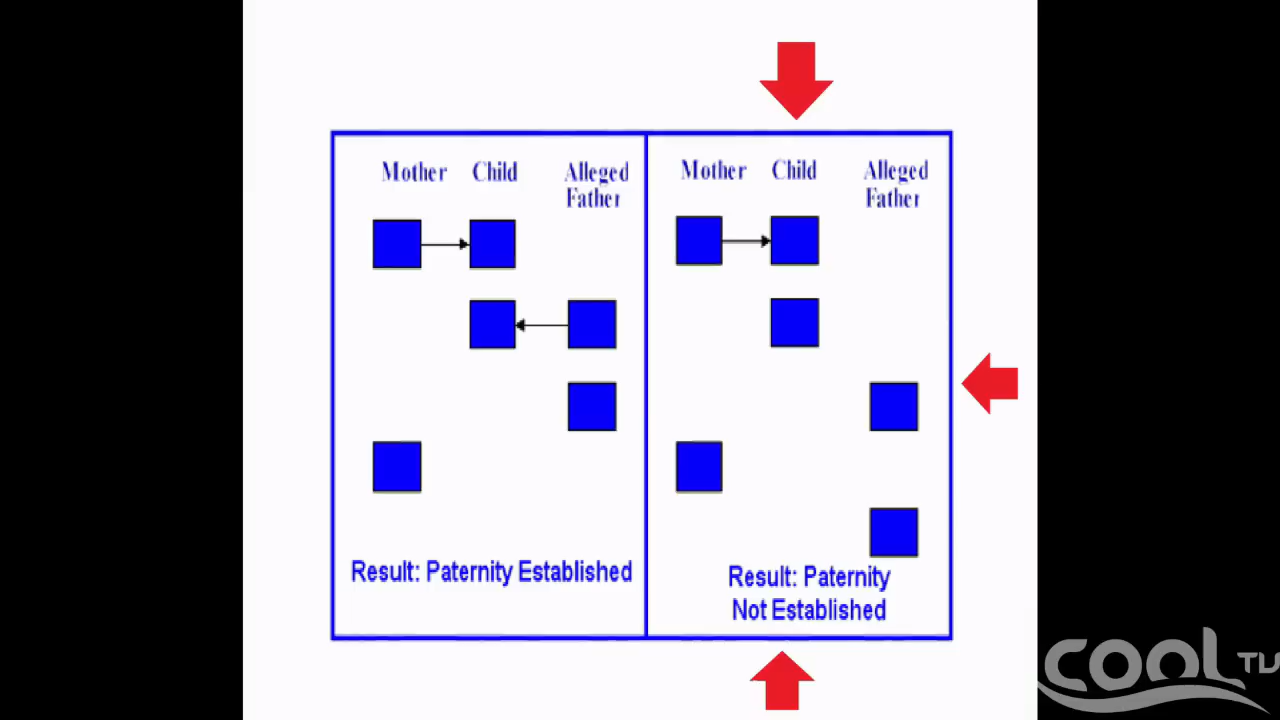 Mother Child Alleged
Father
Result: Paternity Established
Mother Child Alleged
Father
Result: Paternity
Not Established
COOL TV